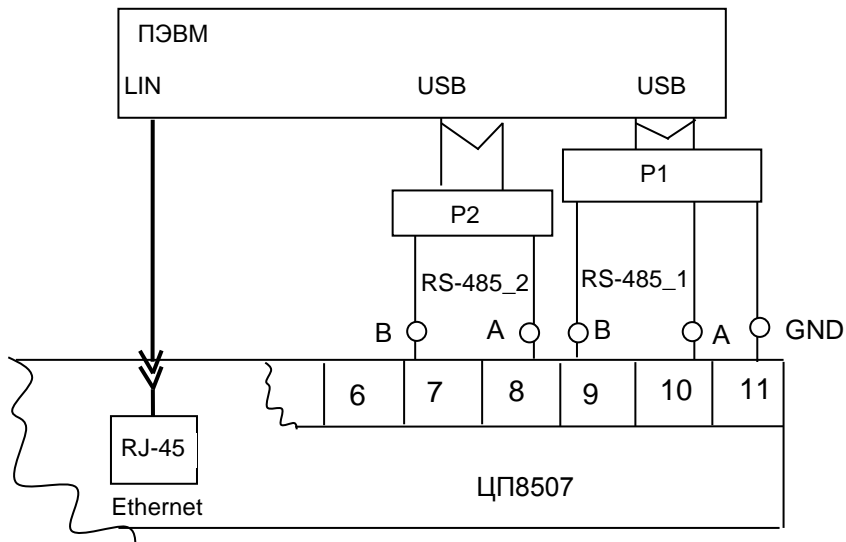 ПЭВМ
LIN USB USB
P1
P2
RS-485_2 RS-485_1
B A B A GND
6 7 8 9 10 11
RJ-45
ЦП8507
Ethernet